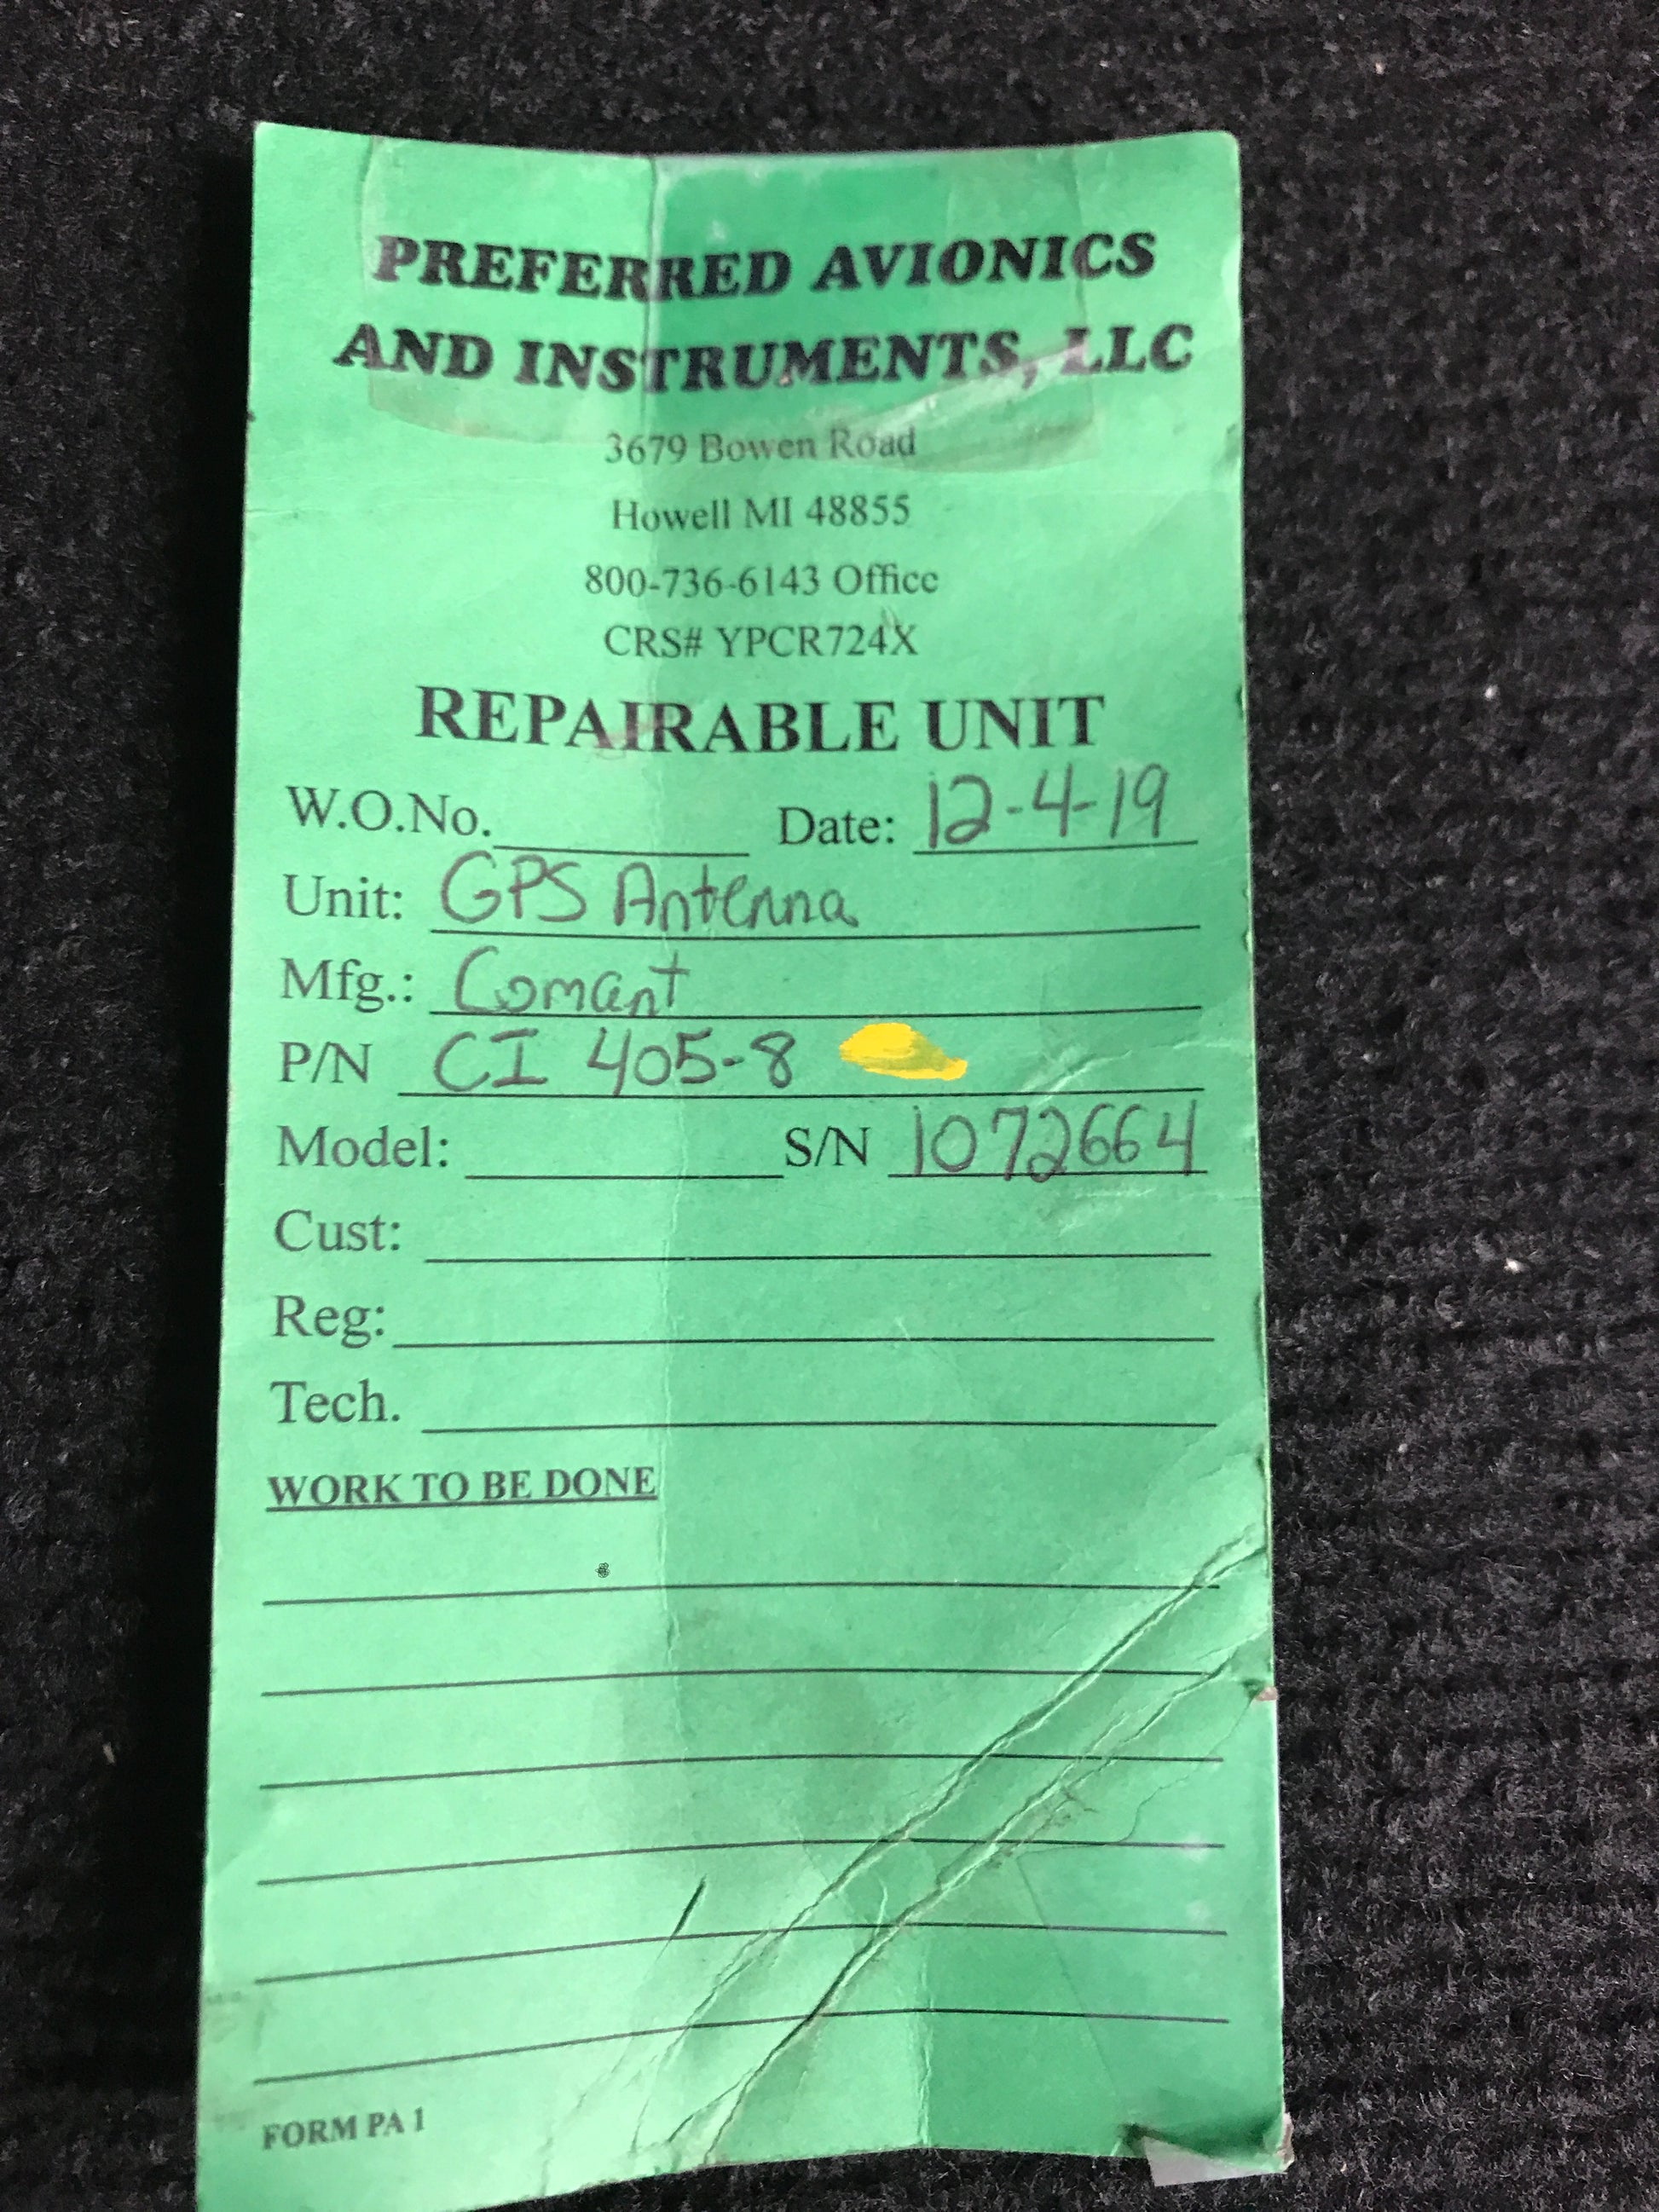 PREFERRED AVIONICS
AND INSTRUMENTS, LLC
3679 Bowen Road
Howell MI 48855
800-736-6143 Office
CRS# YPCR724X
REPAIRABLE UNIT
W.O.No. Date: 12-4-19
Unit: GPS Antenna
Mfg.: Comant
P/N CI 405-8
Model: S/N 1072664
Cust:
Reg:
Tech.
WORK TO BE DONE
FORM PA 1